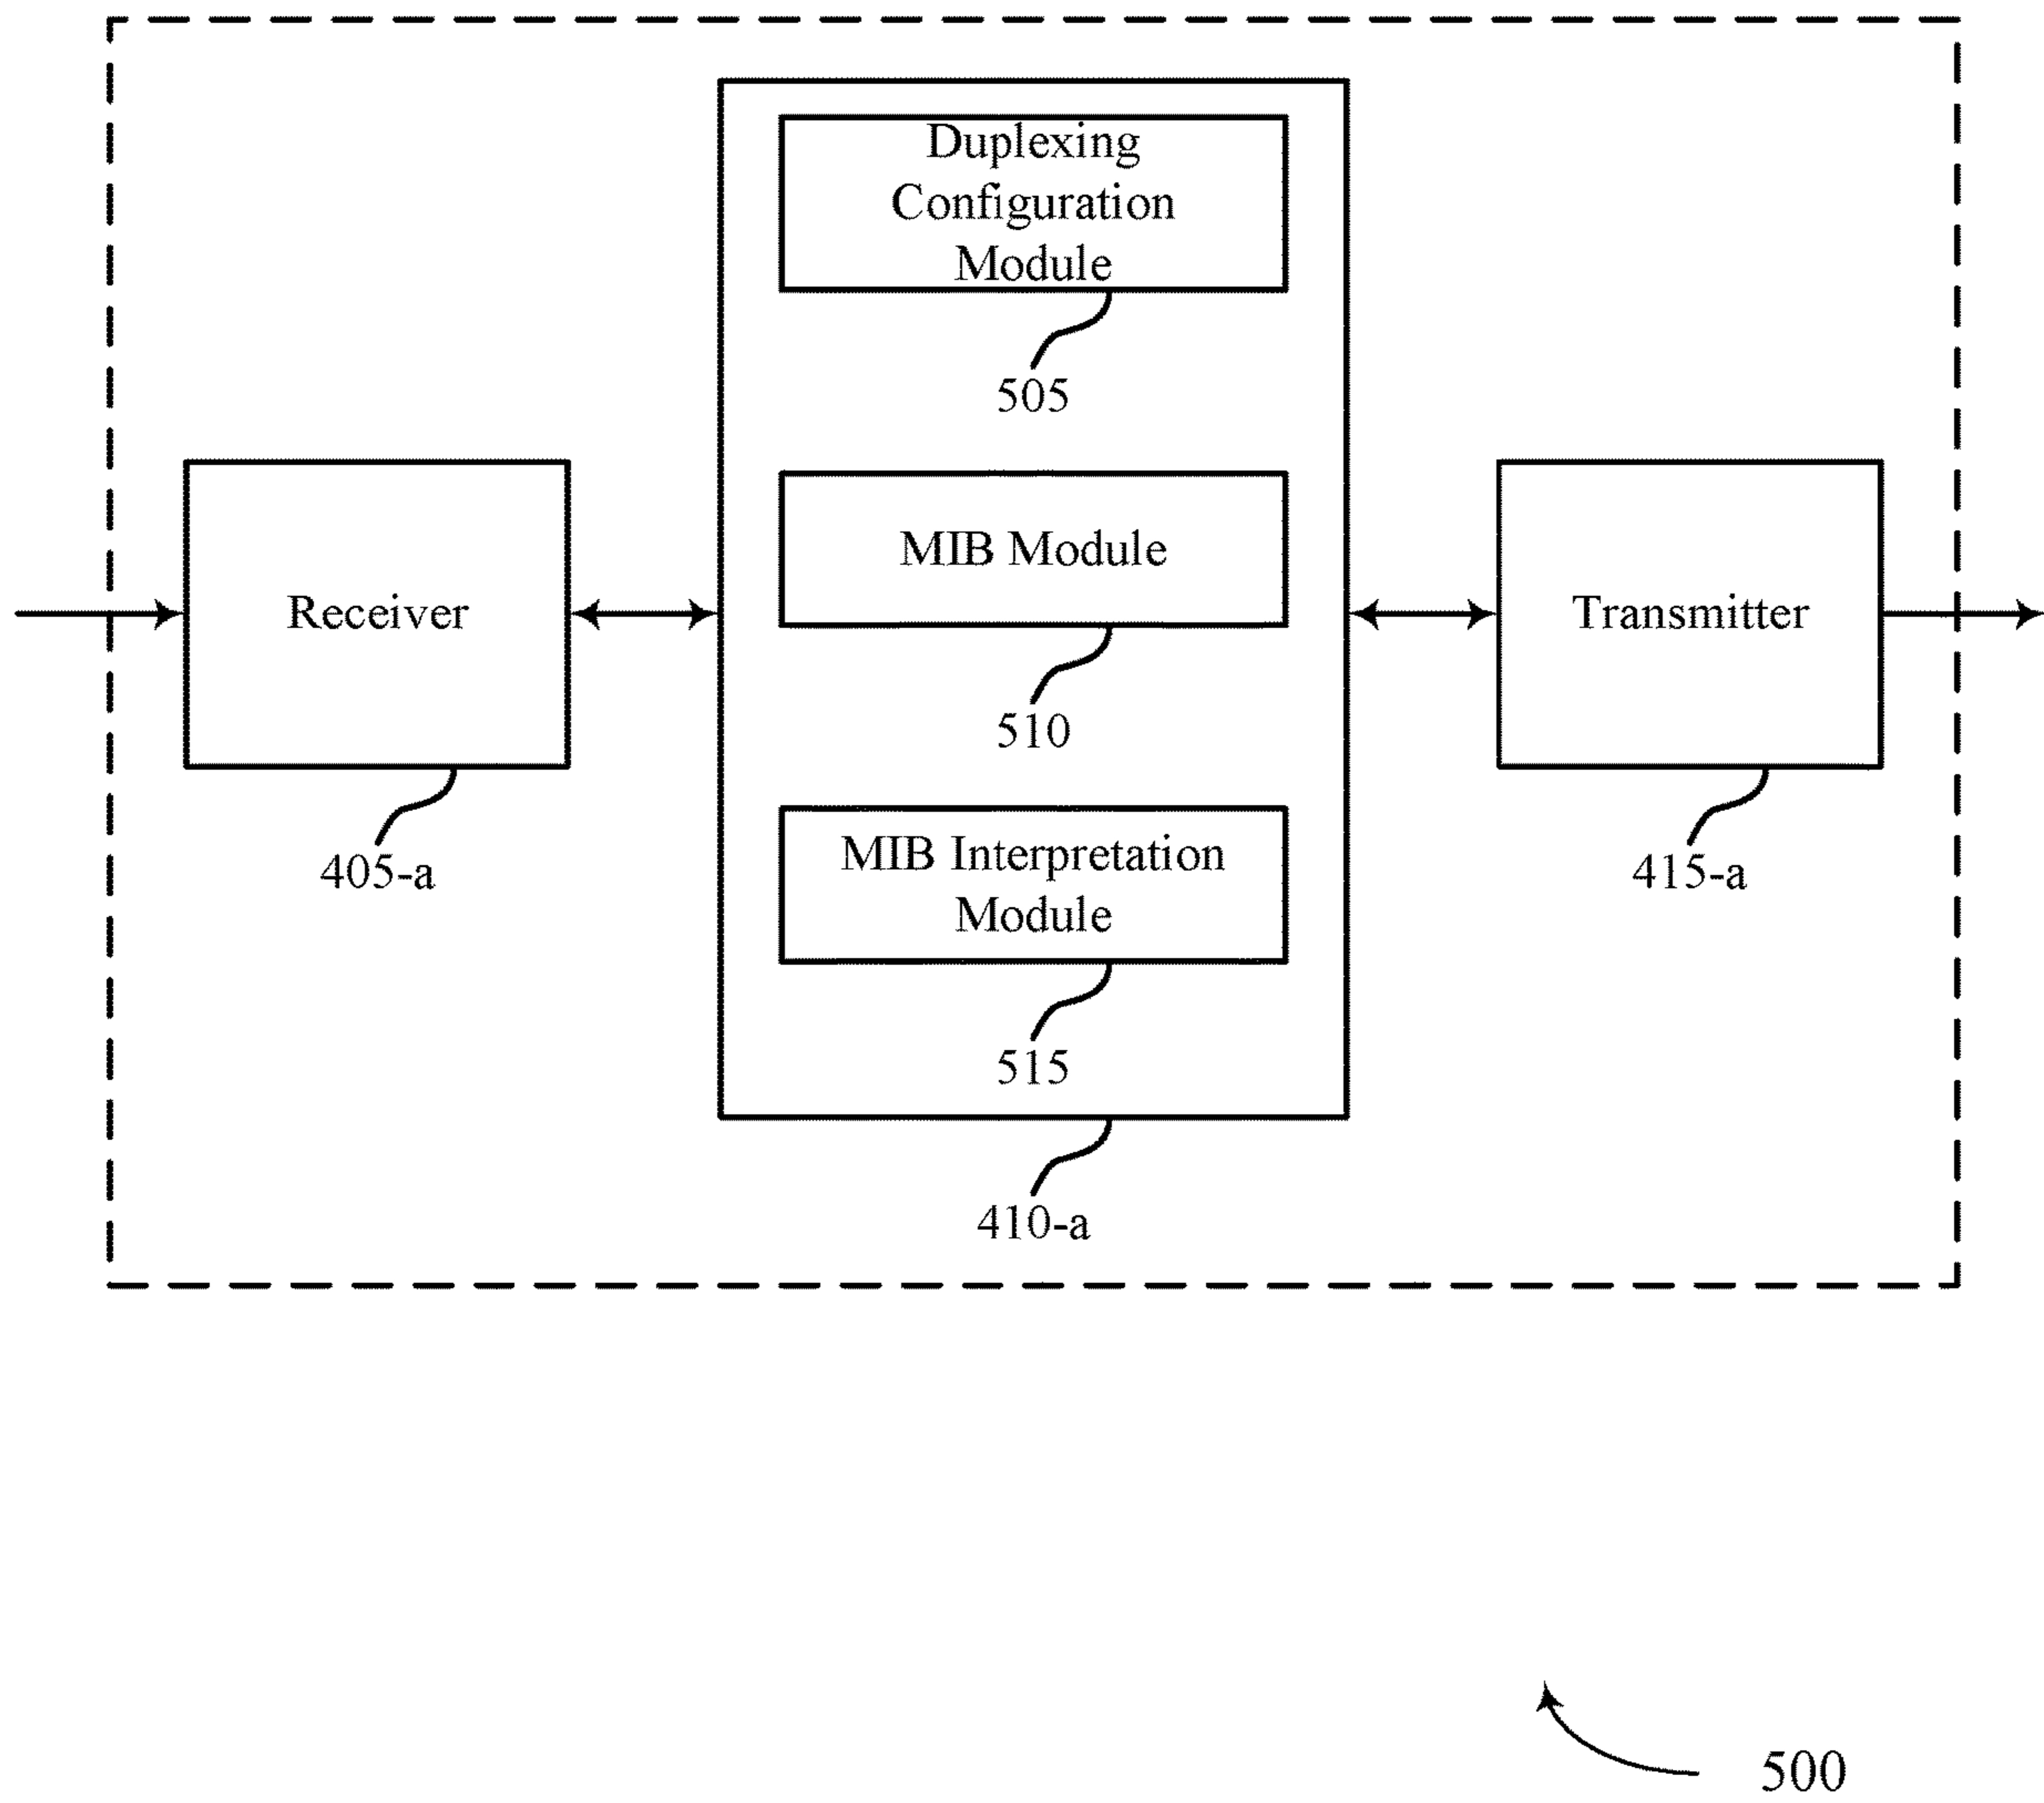 Duplexing
Configuration
Module
505
MIB Module
510
Receiver
405-a
Transmitter
415-a
MIB Interpretation
Module
515
410-a
500